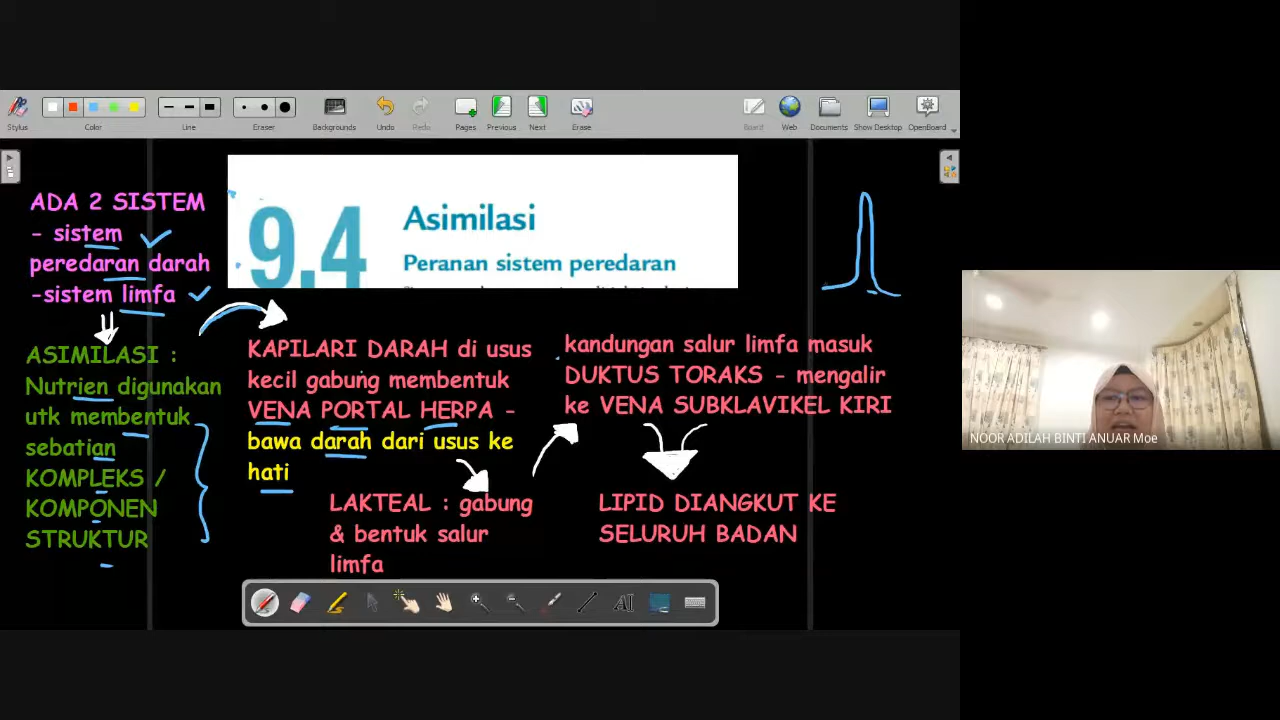 Stylus
Color
Line
Eraser
Backgrounds
Undo
Redo
Pages
Previous
Next
Erase
Board
Web
Documents
Show Desktop
OpenBoard
ADA 2 SISTEM
- sistem
peredaran darah
-sistem limfa
ASIMILASI :
Nutrien digunakan
utk membentuk
sebatian
KOMPLEKS /
KOMPONEN
STRUKTUR
9.4
Asimilasi
Peranan sistem peredaran
KAPILARI DARAH di usus
kecil gabung membentuk
VENA PORTAL HERPA -
bawa darah dari usus ke
hati
LAKTEAL : gabung
& bentuk salur
limfa
kandungan salur limfa masuk
DUKTUS TORAKS - mengalir
ke VENA SUBKLAVIKEL KIRI
LIPID DIANGKUT KE
SELURUH BADAN
AI
NOOR ADILAH BINTI ANUAR Moe